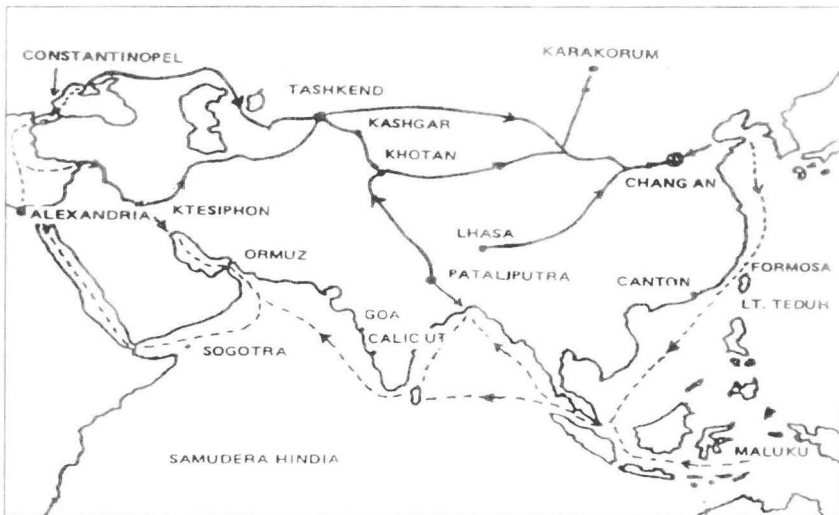 CONSTANTINOPEL
KARAKORUM
TASHKEND
KASHGAR
KHOTAN
CHANG AN
ALEXANDRIA
KTESIPHON
LHASA
ORMUZ
PATALIPUTRA
CANTON
FORMOSA
LT. TEDUH
GOA
CALICUT
SOGOTRA
MALUKU
SAMUDERA HINDIA